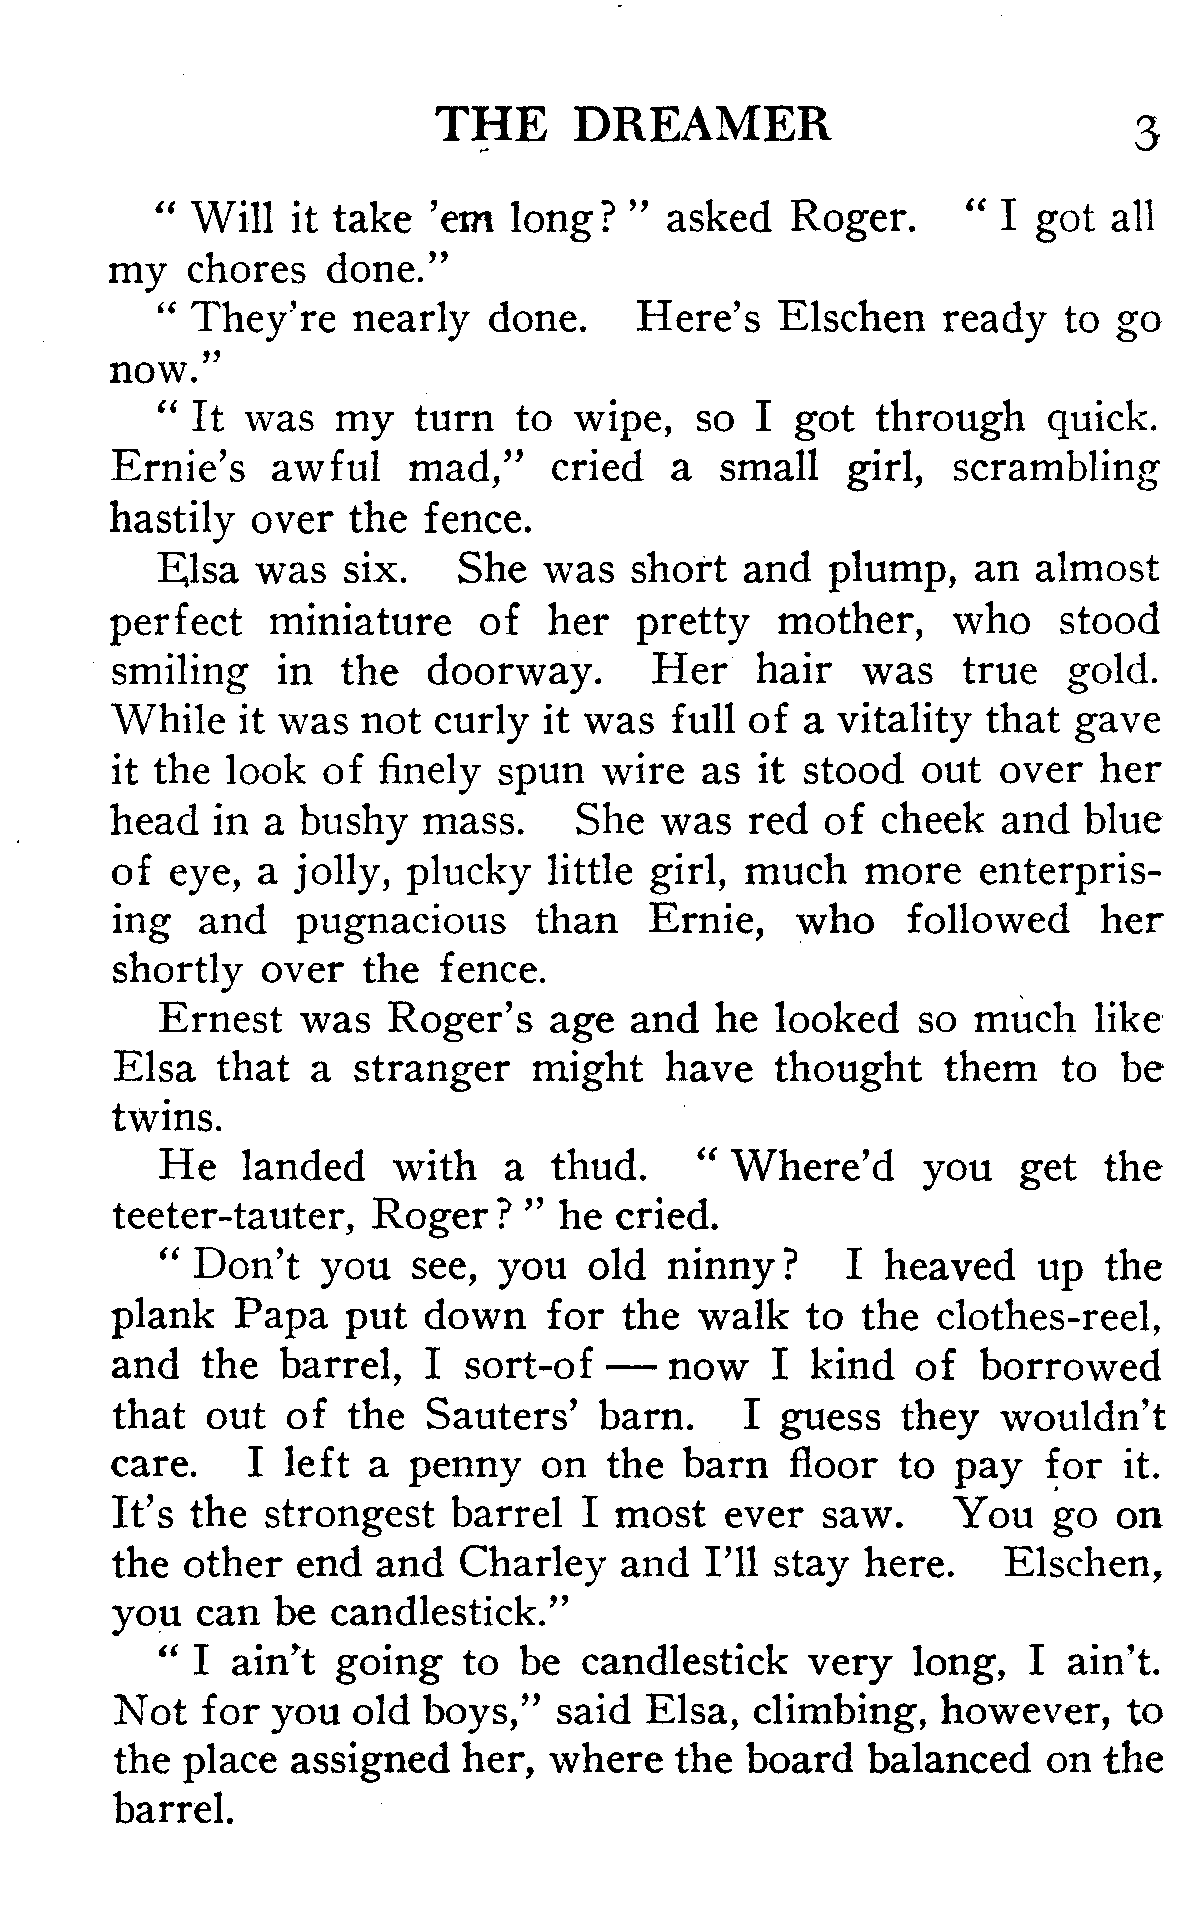 THE DREAMER 3
" Will it take 'em long? " asked Roger. " I got all
my chores done."
" They're nearly done. Here's Elschen ready to go
now."
" It was my turn to wipe, so I got through quick.
Ernie's awful mad," cried a small girl, scrambling
hastily over the fence.
Elsa was six. She was short and plump, an almost
perfect miniature of her pretty mother, who stood
smiling in the doorway. Her hair was true gold.
While it was not curly it was full of a vitality that gave
it the look of finely spun wire as it stood out over her
head in a bushy mass. She was red of cheek and blue
of eye, a jolly, plucky little girl, much more enterpris-
ing and pugnacious than Ernie, who followed her
shortly over the fence.
Ernest was Roger's age and he looked so much like
Elsa that a stranger might have thought them to be
twins.
He landed with a thud. " Where'd you get the
teeter-tauter, Roger? " he cried.
" Don't you see, you old ninny? I heaved up the
plank Papa put down for the walk to the clothes-reel,
and the barrel, I sort-of — now I kind of borrowed
that out of the Sauters' barn. I guess they wouldn't
care. I left a penny on the barn floor to pay for it.
It's the strongest barrel I most ever saw. You go on
the other end and Charley and I'll stay here. Elschen,
you can be candlestick."
" I ain't going to be candlestick very long, I ain't.
Not for you old boys," said Elsa, climbing, however, to
the place assigned her, where the board balanced on the
barrel.